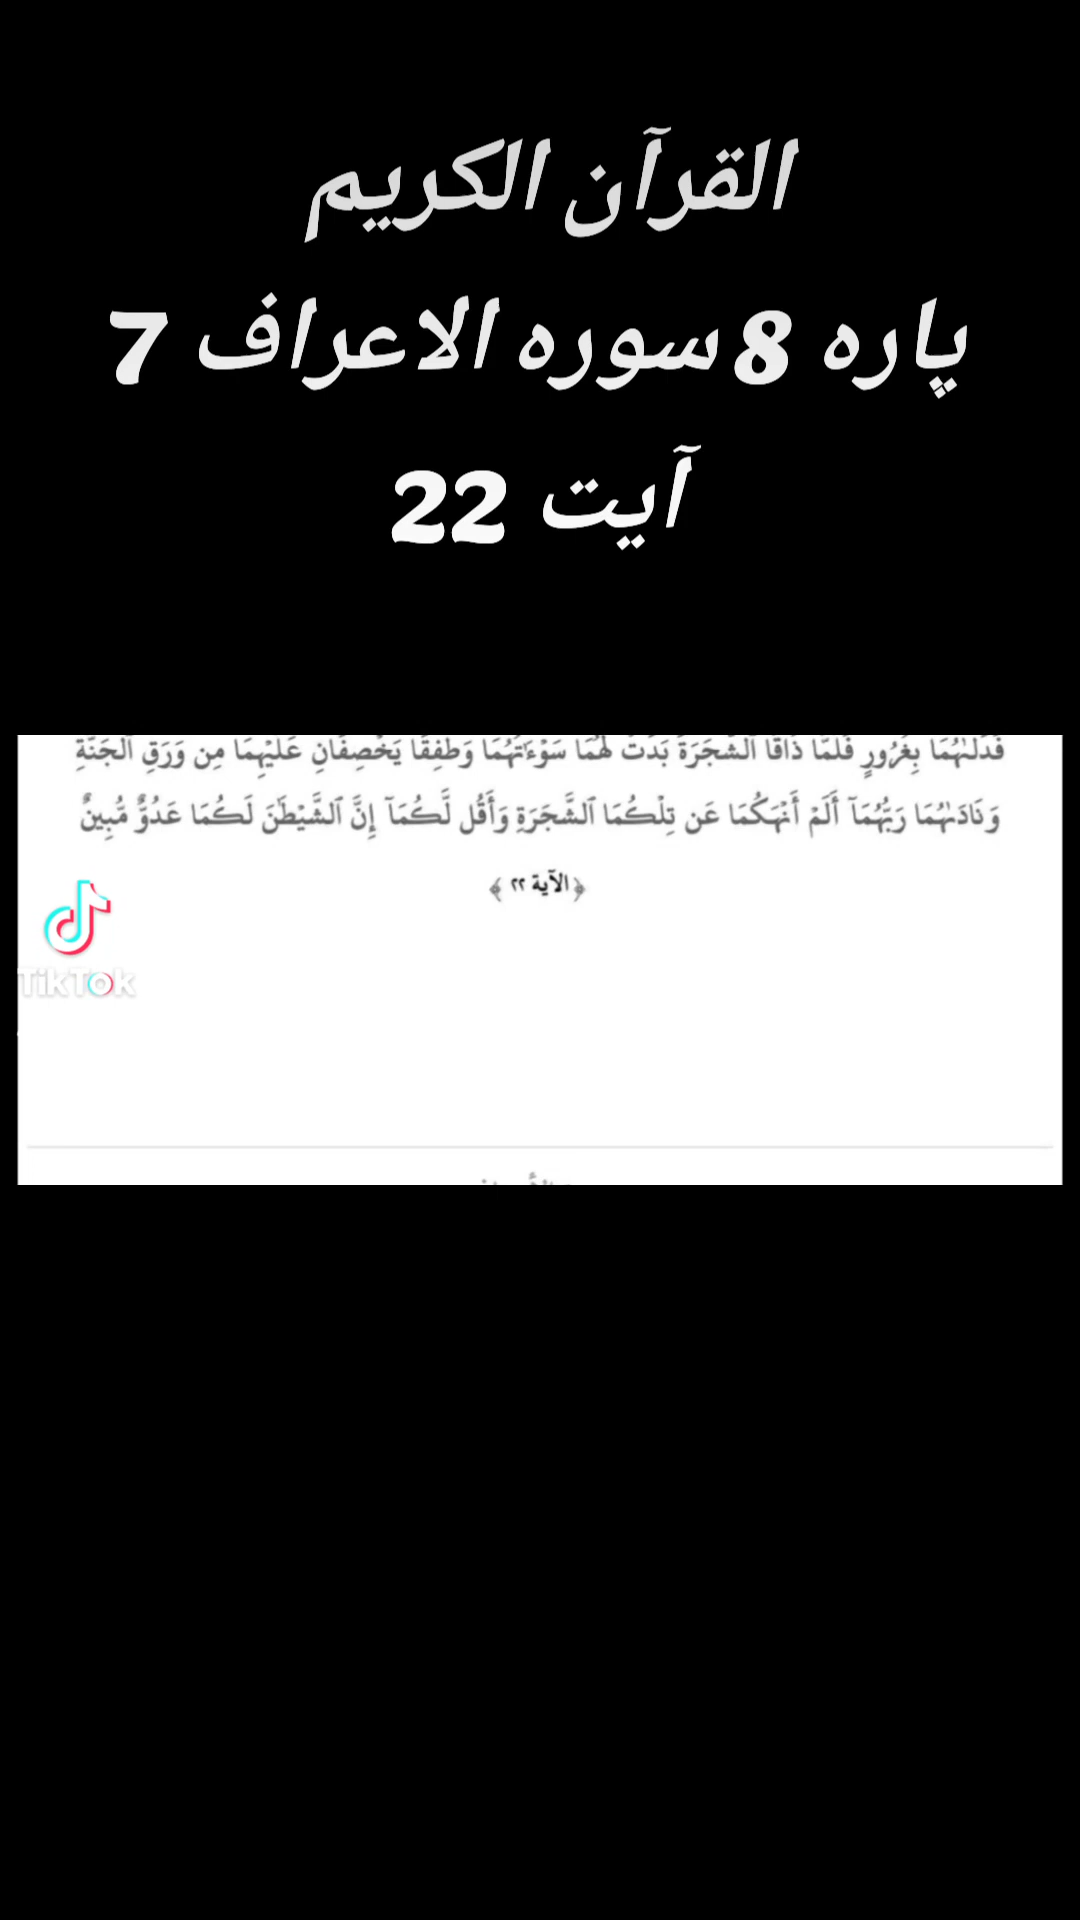 القرآن الكريم
پاره 8 سوره الاعراف 7
آيت 22
فَدَلَّىٰهُمَا بِغُرُورٍ فَلَمَّا ذَاقَا ٱلشَّجَرَةَ بَدَتْ لَهُمَا سَوْءَٰتُهُمَا وَطَفِقَا يَخْصِفَانِ عَلَيْهِمَا مِن وَرَقِ ٱلْجَنَّةِ
وَنَادَىٰهُمَا رَبُّهُمَآ أَلَمْ أَنْهَكُمَا عَن تِلْكُمَا ٱلشَّجَرَةِ وَأَقُل لَّكُمَآ إِنَّ ٱلشَّيْطَٰنَ لَكُمَا عَدُوٌّ مُّبِينٌ
﴿الآية ٢٢﴾
TikTok